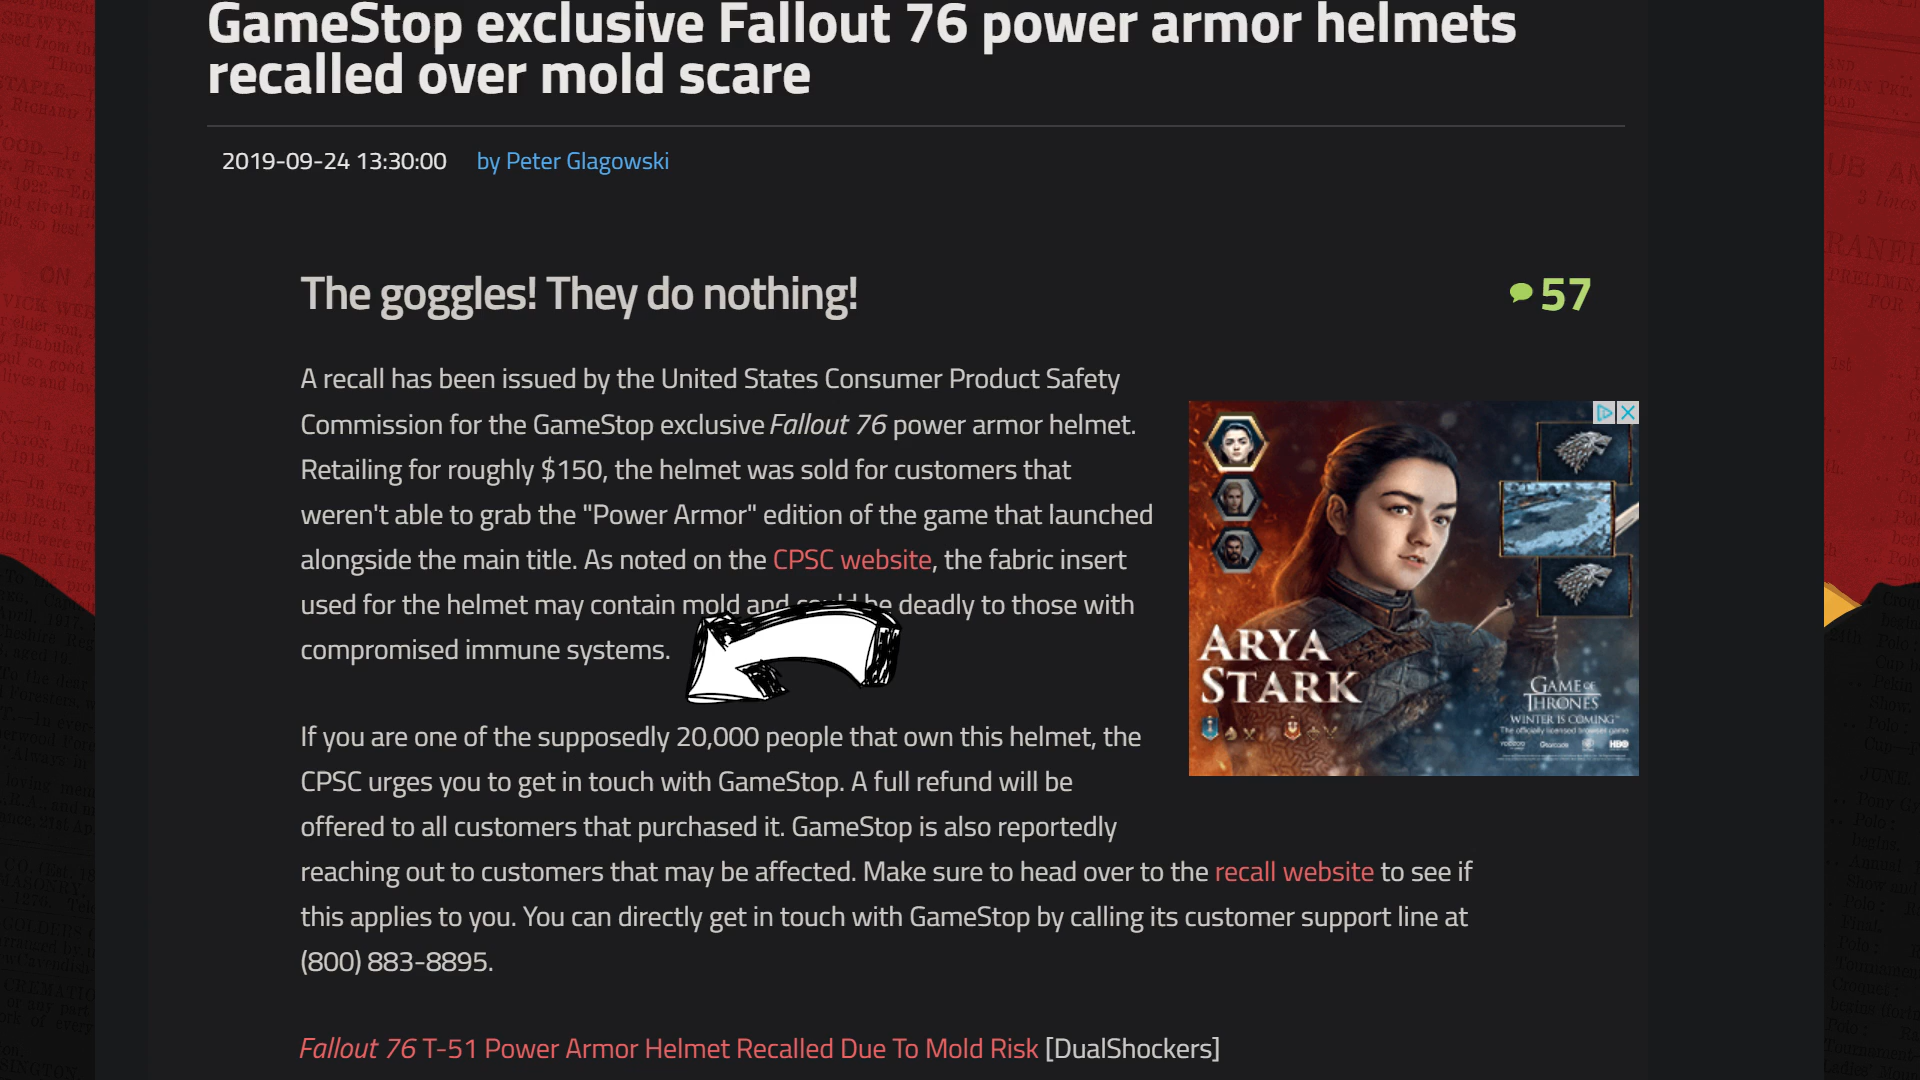 GameStop exclusive Fallout 76 power armor helmets
recalled over mold scare
2019-09-24 13:30:00 by Peter Glagowski
The goggles! They do nothing!
57
A recall has been issued by the United States Consumer Product Safety
Commission for the GameStop exclusive Fallout 76 power armor helmet.
Retailing for roughly $150, the helmet was sold for customers that
weren't able to grab the "Power Armor" edition of the game that launched
alongside the main title. As noted on the CPSC website, the fabric insert
used for the helmet may contain mold and could be deadly to those with
compromised immune systems.
ARYA
STARK
GAME OF
THRONES
WINTER IS COMING
The officially licensed browser game
HBO
If you are one of the supposedly 20,000 people that own this helmet, the
CPSC urges you to get in touch with GameStop. A full refund will be
offered to all customers that purchased it. GameStop is also reportedly
reaching out to customers that may be affected. Make sure to head over to the recall website to see if
this applies to you. You can directly get in touch with GameStop by calling its customer support line at
(800) 883-8895.
Fallout 76 T-51 Power Armor Helmet Recalled Due To Mold Risk [DualShockers]